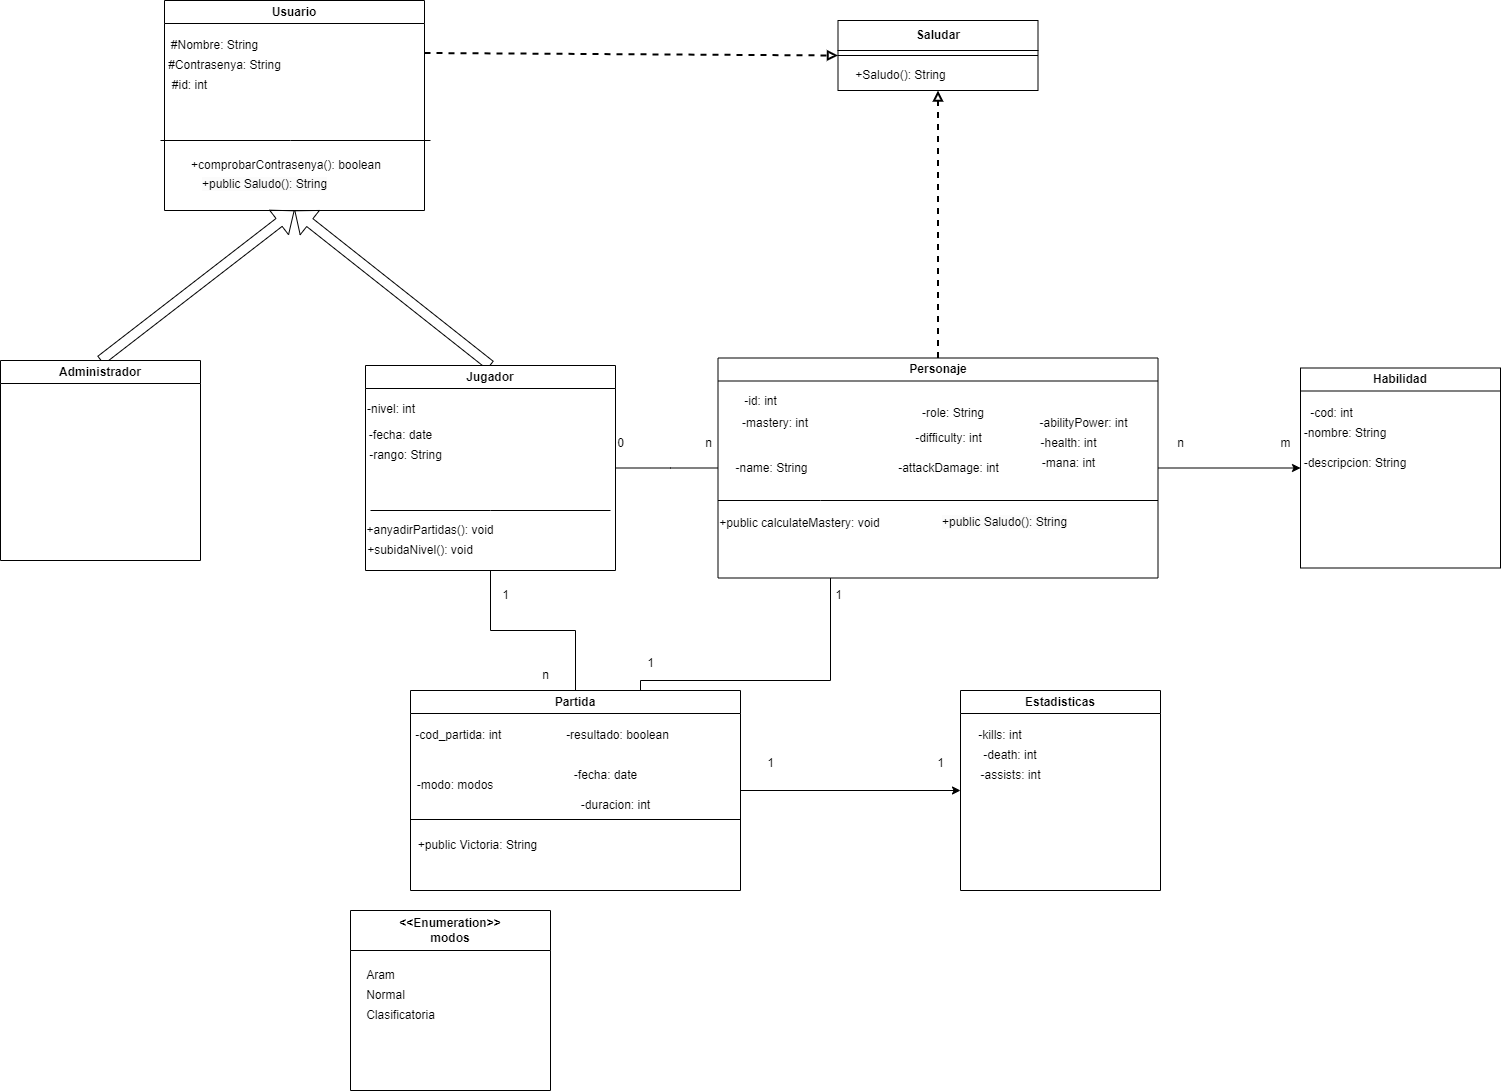 Usuario
#Nombre: String
#Contrasenya: String
#id: int
+comprobarContrasenya(): boolean
+public Saludo(): String
Saludar
+Saludo(): String
Administrador
Jugador
-nivel: int
-fecha: date
-rango: String
+anyadirPartidas(): void
+subidaNivel(): void
0
n
Personaje
-id: int
-mastery: int
-name: String
-role: String
-difficulty: int
-attackDamage: int
-abilityPower: int
-health: int
-mana: int
+public calculateMastery: void
+public Saludo(): String
n
m
Habilidad
-cod: int
-nombre: String
-descripcion: String
1
n
1
1
Partida
-cod_partida: int
-modo: modos
-resultado: boolean
-fecha: date
-duracion: int
+public Victoria: String
1
1
Estadisticas
-kills: int
-death: int
-assists: int
<<Enumeration>>
modos
Aram
Normal
Clasificatoria